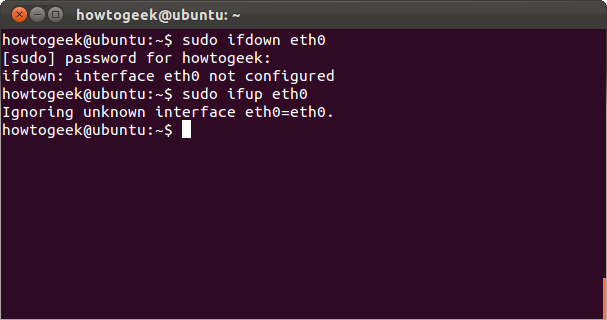 howtogeek@ubuntu: ~
howtogeek@ubuntu:~$ sudo ifdown eth0
[sudo] password for howtogeek:
ifdown: interface eth0 not configured
howtogeek@ubuntu:~$ sudo ifup eth0
Ignoring unknown interface eth0=eth0.
howtogeek@ubuntu:~$